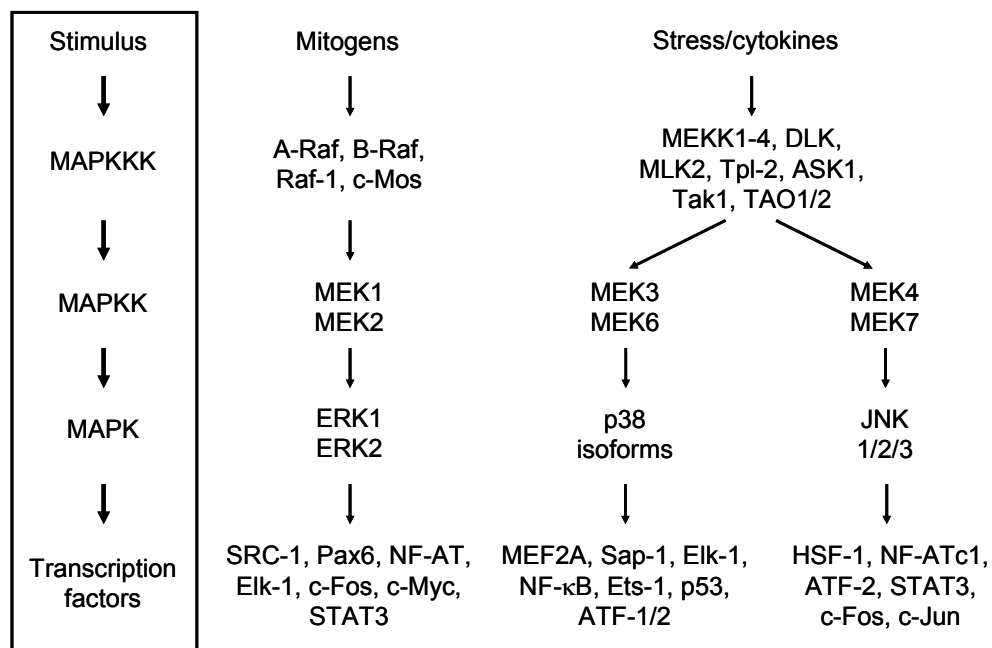 Stimulus
MAPKKK
MAPKK
MAPK
Transcription
factors
Mitogens
A-Raf, B-Raf,
Raf-1, c-Mos
MEK1
MEK2
ERK1
ERK2
SRC-1, Pax6, NF-AT,
Elk-1, c-Fos, c-Myc,
STAT3
Stress/cytokines
MEKK1-4, DLK,
MLK2, Tpl-2, ASK1,
Tak1, TAO1/2
MEK3
MEK6
p38
isoforms
MEF2A, Sap-1, Elk-1,
NF-κB, Ets-1, p53,
ATF-1/2
MEK4
MEK7
JNK
1/2/3
HSF-1, NF-ATc1,
ATF-2, STAT3,
c-Fos, c-Jun